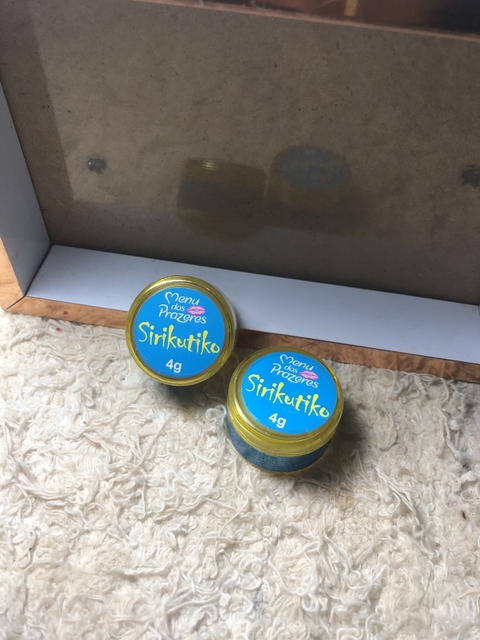 Menu
dos
Prazeres
Sirikutiko
4g
Menu
dos
Prazeres
Sirikutiko
4g